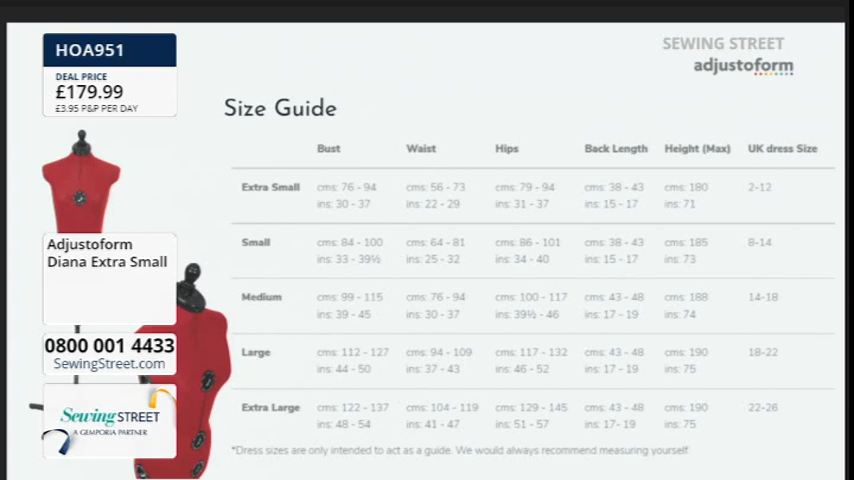 HOA951
DEAL PRICE
£179.99
£3.95 P&P PER DAY
Adjustoform
Diana Extra Small
0800 001 4433
SewingStreet.com
Sewing STREET
A GEMPORIA PARTNER
SEWING STREET
adjustoform
Size Guide
Bust Waist Hips Back Length Height (Max) UK dress Size
Extra Small cms: 76 - 94 cms: 56 - 73 cms: 79 - 94 cms: 38 - 43 cms: 180 2-12
ins: 30 - 37 ins: 22 - 29 ins: 31 - 37 ins: 15 - 17 ins: 71
Small cms: 84 - 100 cms: 64 - 81 cms: 86 - 101 cms: 38 - 43 cms: 185 8-14
ins: 33 - 39½ ins: 25 - 32 ins: 34 - 40 ins: 15 - 17 ins: 73
Medium cms: 99 - 115 cms: 76 - 94 cms: 100 - 117 cms: 43 - 48 cms: 188 14-18
ins: 39 - 45 ins: 30 - 37 ins: 39½ - 46 ins: 17 - 19 ins: 74
Large cms: 112 - 127 cms: 94 - 109 cms: 117 - 132 cms: 43 - 48 cms: 190 18-22
ins: 44 - 50 ins: 37 - 43 ins: 46 - 52 ins: 17 - 19 ins: 75
Extra Large cms: 122 - 137 cms: 104 - 119 cms: 129 - 145 cms: 43 - 48 cms: 190 22-26
ins: 48 - 54 ins: 41 - 47 ins: 51 - 57 ins: 17- 19 ins: 75
*Dress sizes are only intended to act as a guide. We would always recommend measuring yourself.